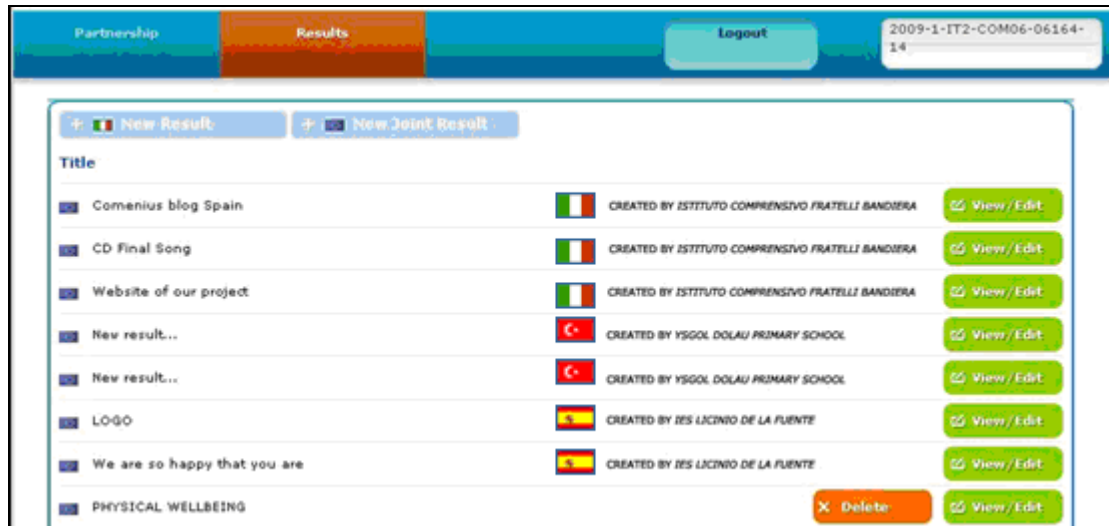 Partnership Results Logout 2009-1-IT2-COM06-06164-
14
+ New Result + New Joint Result
Title
Comenius blog Spain CREATED BY ISTITUTO COMPRENSIVO FRATELLI BANDIERA View/Edit
CD Final Song CREATED BY ISTITUTO COMPRENSIVO FRATELLI BANDIERA View/Edit
Website of our project CREATED BY ISTITUTO COMPRENSIVO FRATELLI BANDIERA View/Edit
New result... CREATED BY YSGOL DOLAU PRIMARY SCHOOL View/Edit
New result... CREATED BY YSGOL DOLAU PRIMARY SCHOOL View/Edit
LOGO CREATED BY IES LICINIO DE LA FUENTE View/Edit
We are so happy that you are CREATED BY IES LICINIO DE LA FUENTE View/Edit
PHYSICAL WELLBEING X Delete View/Edit